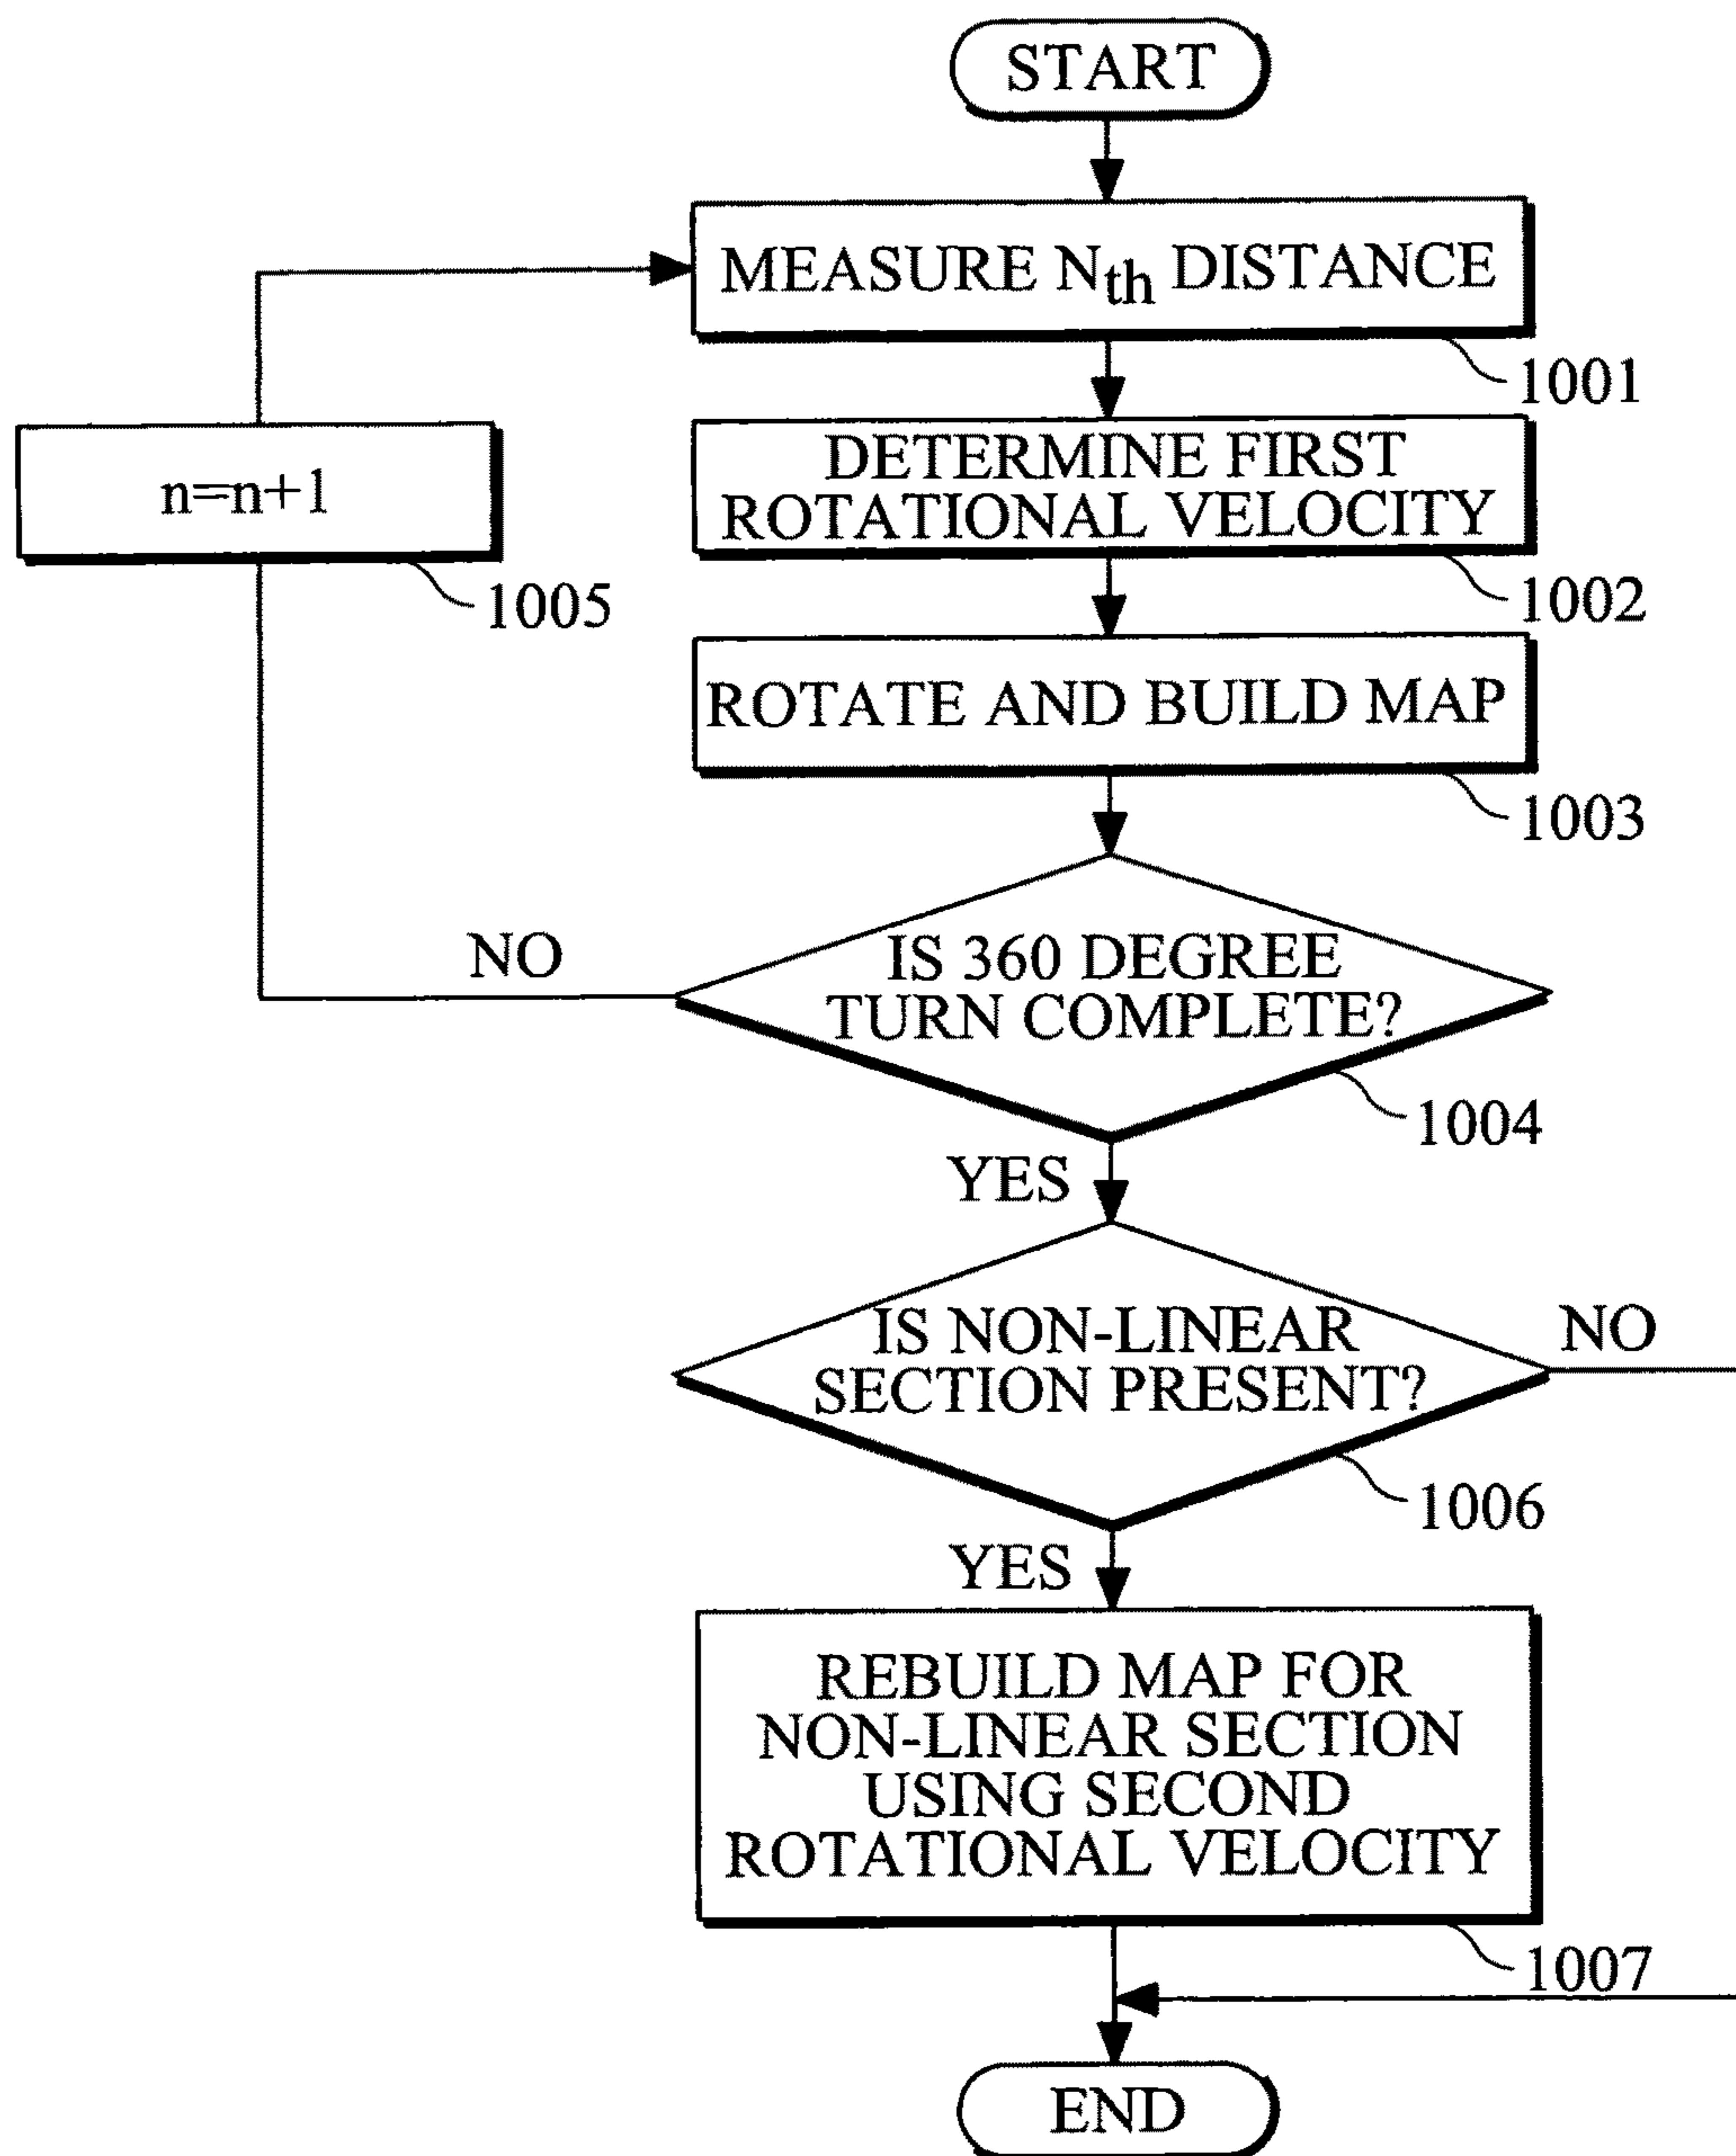 START
MEASURE Nth DISTANCE
1001
DETERMINE FIRST
ROTATIONAL VELOCITY
1002
n=n+1
1005
ROTATE AND BUILD MAP
1003
NO
IS 360 DEGREE
TURN COMPLETE?
1004
YES
IS NON-LINEAR
SECTION PRESENT?
NO
1006
YES
REBUILD MAP FOR
NON-LINEAR SECTION
USING SECOND
ROTATIONAL VELOCITY
1007
END